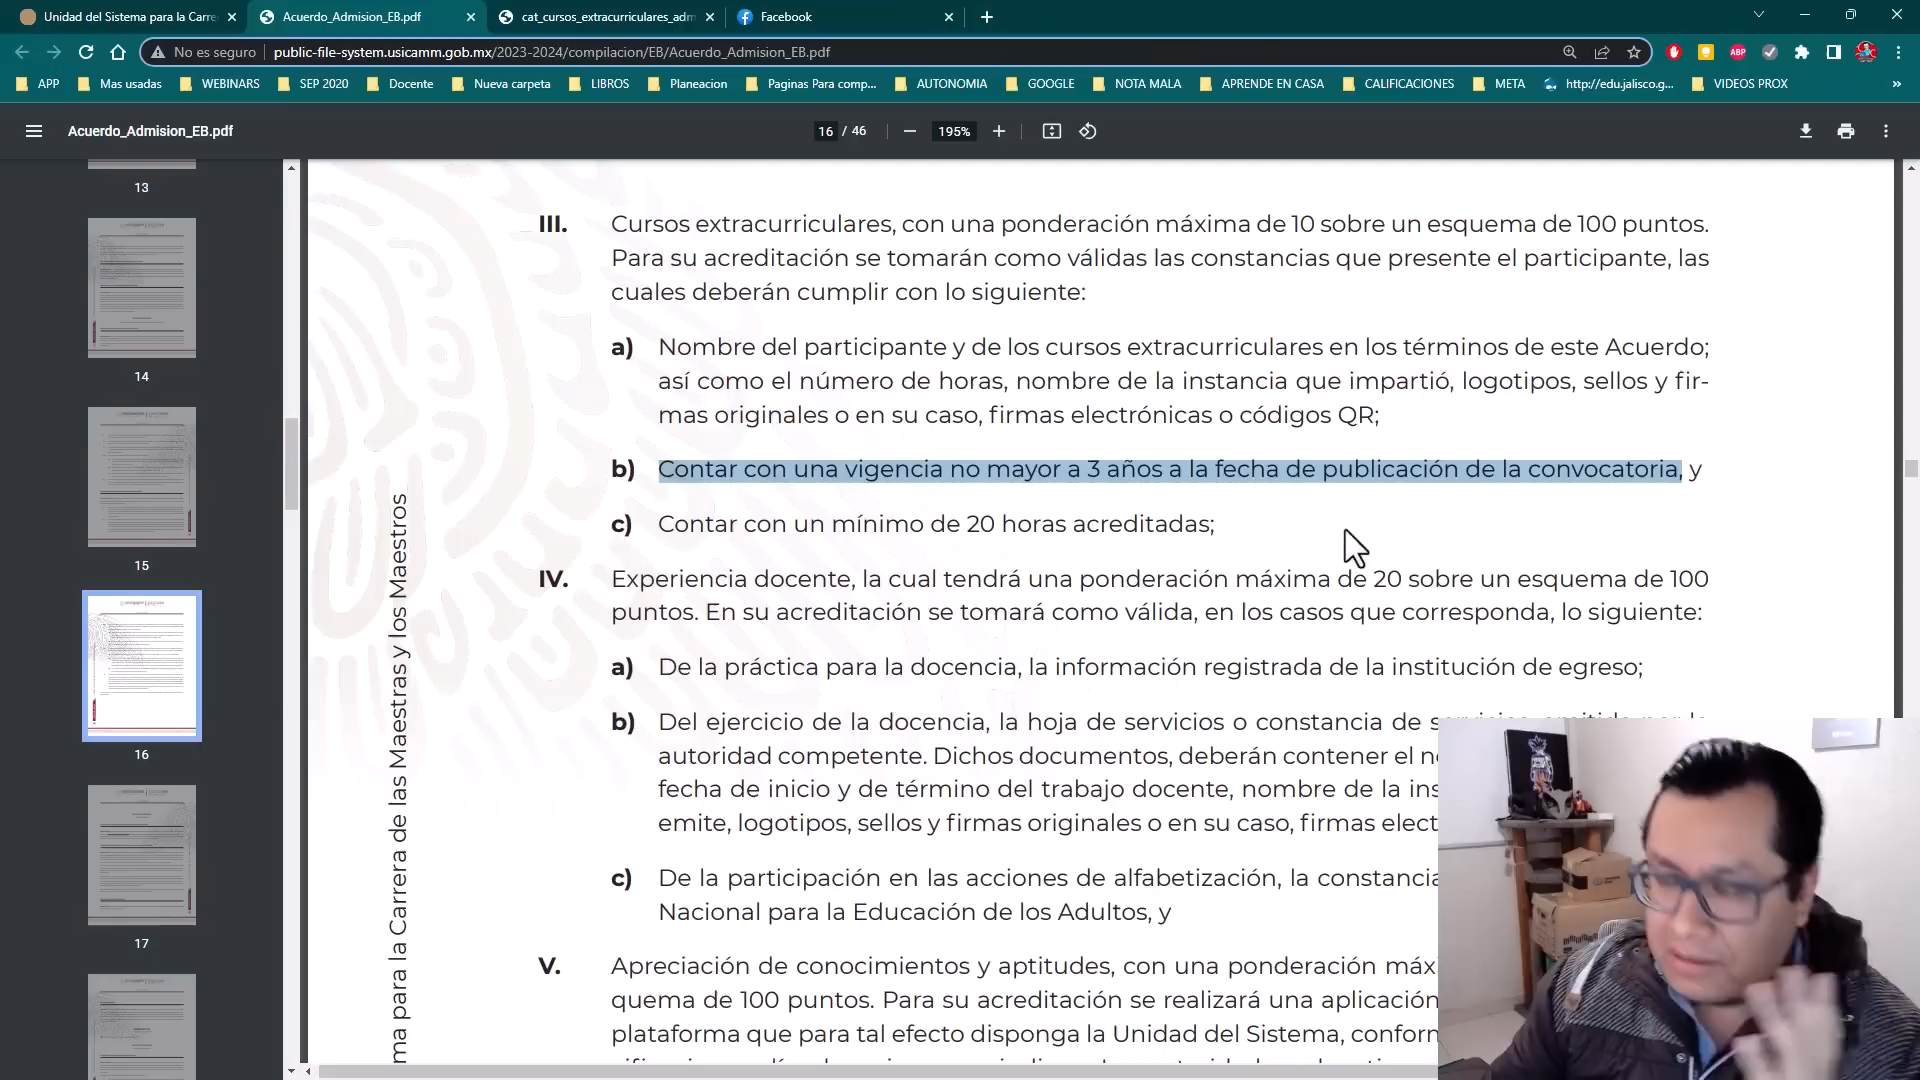 Unidad del Sistema para la Carre
Acuerdo_Admision_EB.pdf
cat_cursos_extracurriculares_adm
Facebook
No es seguro
public-file-system.usicamm.gob.mx/2023-2024/compilacion/EB/Acuerdo_Admision_EB.pdf
ABP
APP
Mas usadas
WEBINARS
SEP 2020
Docente
Nueva carpeta
LIBROS
Planeacion
Paginas Para comp...
AUTONOMIA
GOOGLE
NOTA MALA
APRENDE EN CASA
CALIFICACIONES
META
http://edu.jalisco.g...
VIDEOS PROX
»
Acuerdo_Admision_EB.pdf
16 / 46
195%
13
14
15
16
17
ma para la Carrera de las Maestras y los Maestros
III. Cursos extracurriculares, con una ponderación máxima de 10 sobre un esquema de 100 puntos.
Para su acreditación se tomarán como válidas las constancias que presente el participante, las
cuales deberán cumplir con lo siguiente:
a) Nombre del participante y de los cursos extracurriculares en los términos de este Acuerdo;
así como el número de horas, nombre de la instancia que impartió, logotipos, sellos y fir-
mas originales o en su caso, firmas electrónicas o códigos QR;
b) Contar con una vigencia no mayor a 3 años a la fecha de publicación de la convocatoria, y
c) Contar con un mínimo de 20 horas acreditadas;
IV. Experiencia docente, la cual tendrá una ponderación máxima de 20 sobre un esquema de 100
puntos. En su acreditación se tomará como válida, en los casos que corresponda, lo siguiente:
a) De la práctica para la docencia, la información registrada de la institución de egreso;
b) Del ejercicio de la docencia, la hoja de servicios o constancia de
autoridad competente. Dichos documentos, deberán contener el
fecha de inicio y de término del trabajo docente, nombre de la
emite, logotipos, sellos y firmas originales o en su caso, firmas
c) De la participación en las acciones de alfabetización, la
Nacional para la Educación de los Adultos, y
V. Apreciación de conocimientos y aptitudes, con una ponderación
quema de 100 puntos. Para su acreditación se realizará una aplicación
plataforma que para tal efecto disponga la Unidad del Sistema,